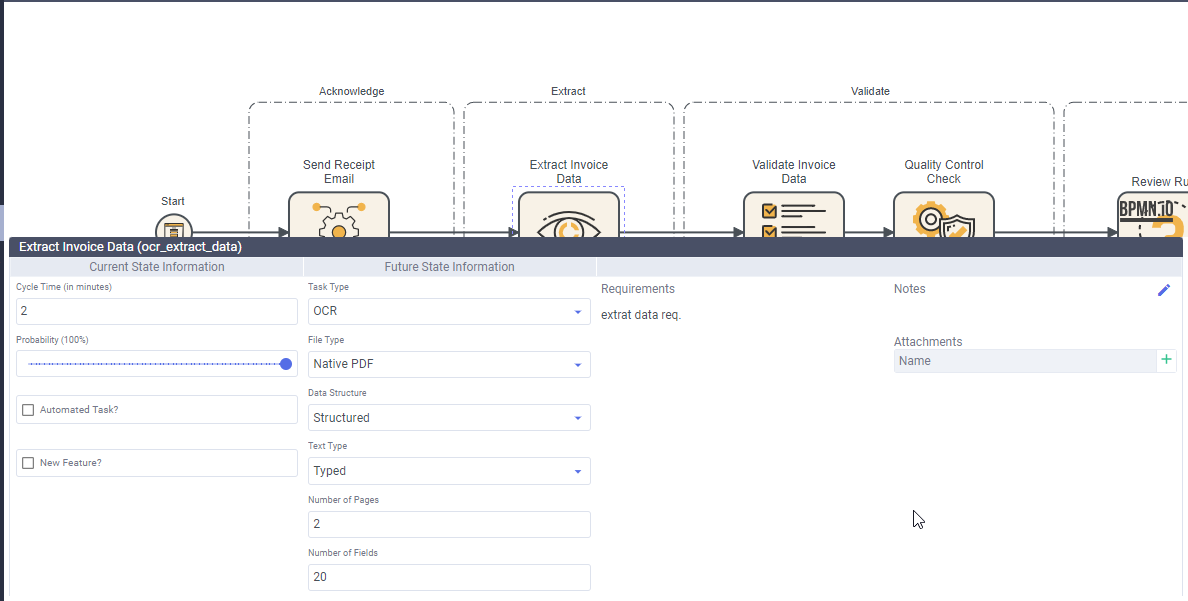 Acknowledge
Extract
Validate
Send Receipt
Email
Extract Invoice
Data
Validate Invoice
Data
Quality Control
Check
Review Ru
Start
BPMN.iO
Extract Invoice Data (ocr_extract_data)
Current State Information
Future State Information
Cycle Time (in minutes)
2
Probability (100%)
Automated Task?
New Feature?
Task Type
OCR
File Type
Native PDF
Data Structure
Structured
Text Type
Typed
Number of Pages
2
Number of Fields
20
Requirements
extrat data req.
Notes
Attachments
Name